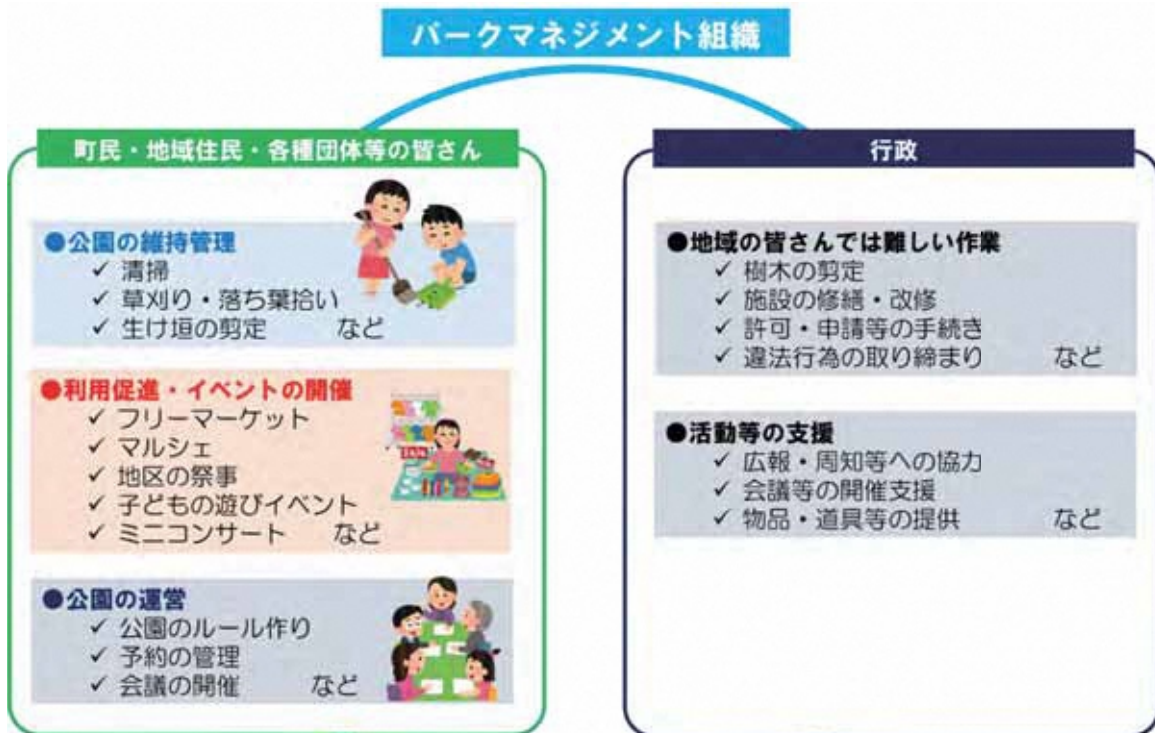 パークマネジメント組織
町民・地域住民・各種団体等の皆さん
●公園の維持管理
✓ 清掃
✓ 草刈り・落ち葉拾い
✓ 生け垣の剪定 など
●利用促進・イベントの開催
✓ フリーマーケット
✓ マルシェ
✓ 地区の祭事
✓ 子どもの遊びイベント
✓ ミニコンサート など
●公園の運営
✓ 公園のルール作り
✓ 予約の管理
✓ 会議の開催 など
行政
●地域の皆さんでは難しい作業
✓ 樹木の剪定
✓ 施設の修繕・改修
✓ 許可・申請等の手続き
✓ 違法行為の取り締まり など
●活動等の支援
✓ 広報・周知等への協力
✓ 会議等の開催支援
✓ 物品・道具等の提供 など